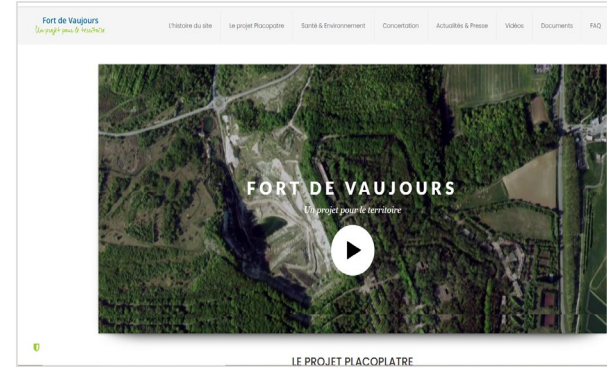 Fort de Vaujours
Un projet pour le territoire
L'histoire du site
Le projet Placopatre
Santé & Environnement
Concertation
Actualités & Presse
Vidéos
Documents
FAQ
FORT DE VAUJOURS
Un projet pour le territoire
LE PROJET PLACOPLATRE